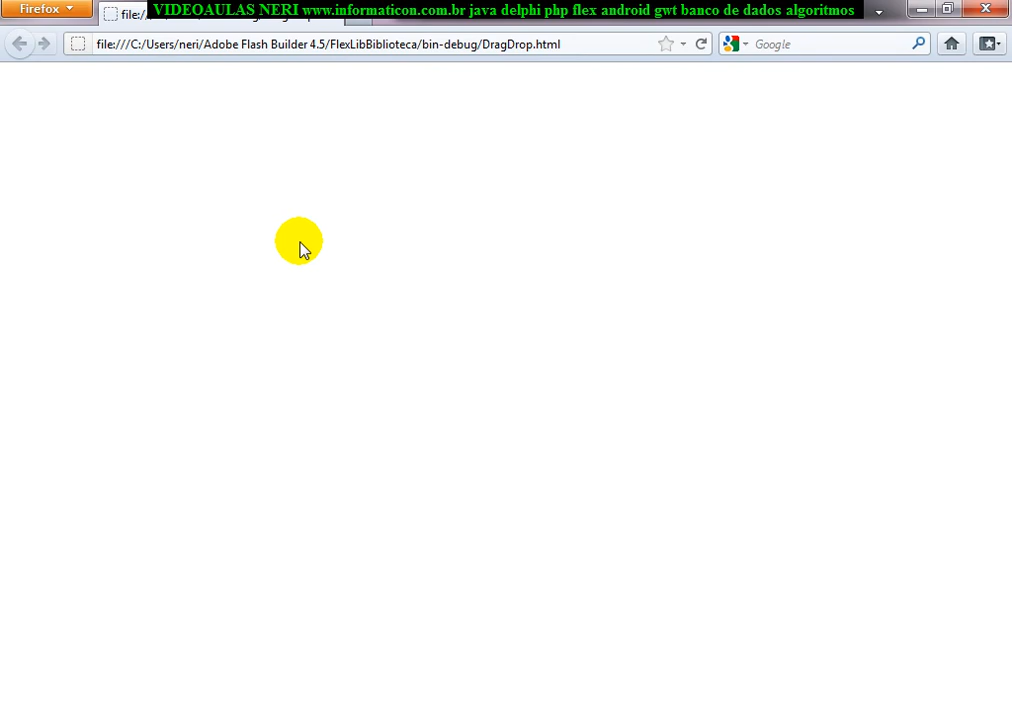 Firefox
file:/
VIDEOAULAS NERI www.informaticon.br java delphi php flex android gwt banco de dados algoritmos
file:///C:/Users/neri/Adobe Flash Builder 4.5/FlexLibBiblioteca/bin-debug/DragDrop.html
Google